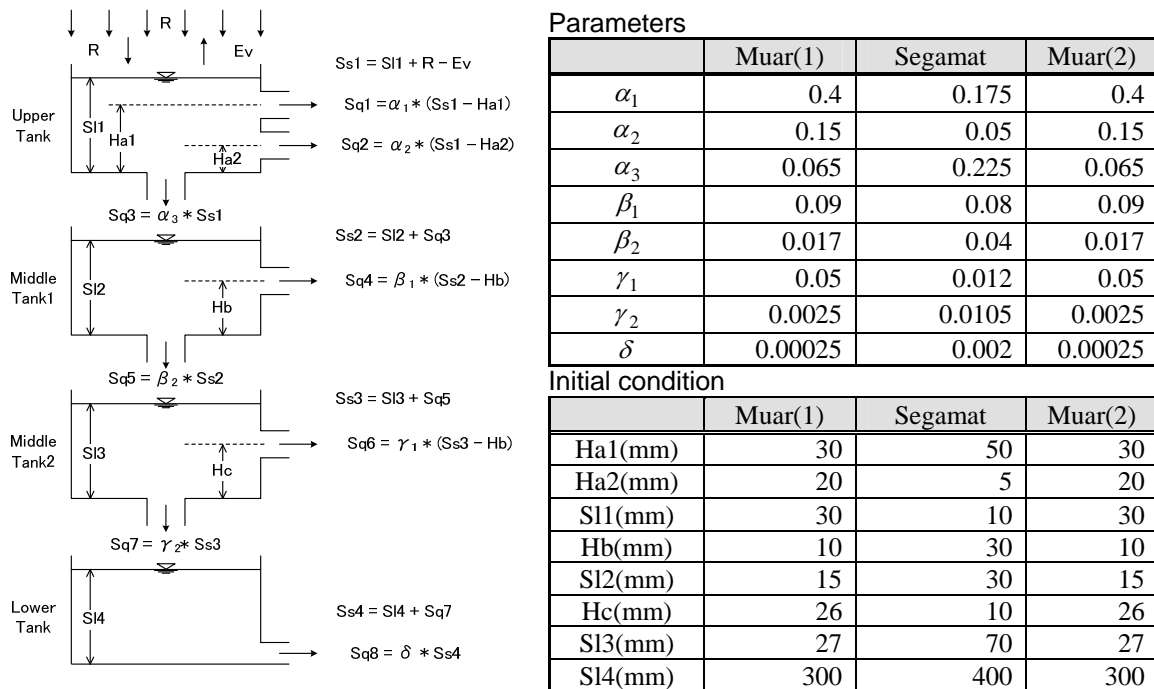 R
R
Ev
Ss1 = Sl1 + R − Ev
Upper
Tank
Sl1
Ha1
Ha2
Sq1 = α₁ * (Ss1 − Ha1)
Sq2 = α₂ * (Ss1 − Ha2)
Sq3 = α₃ * Ss1
Ss2 = Sl2 + Sq3
Middle
Tank1
Sl2
Hb
Sq4 = β₁ * (Ss2 − Hb)
Sq5 = β₂ * Ss2
Ss3 = Sl3 + Sq5
Middle
Tank2
Sl3
Hc
Sq6 = γ₁ * (Ss3 − Hb)
Sq7 = γ₂ * Ss3
Lower
Tank
Sl4
Ss4 = Sl4 + Sq7
Sq8 = δ * Ss4
Parameters
Muar(1) Segamat Muar(2)
α₁ 0.4 0.175 0.4
α₂ 0.15 0.05 0.15
α₃ 0.065 0.225 0.065
β₁ 0.09 0.08 0.09
β₂ 0.017 0.04 0.017
γ₁ 0.05 0.012 0.05
γ₂ 0.0025 0.0105 0.0025
δ 0.00025 0.002 0.00025
Initial condition
Muar(1) Segamat Muar(2)
Ha1(mm) 30 50 30
Ha2(mm) 20 5 20
Sl1(mm) 30 10 30
Hb(mm) 10 30 10
Sl2(mm) 15 30 15
Hc(mm) 26 10 26
Sl3(mm) 27 70 27
Sl4(mm) 300 400 300